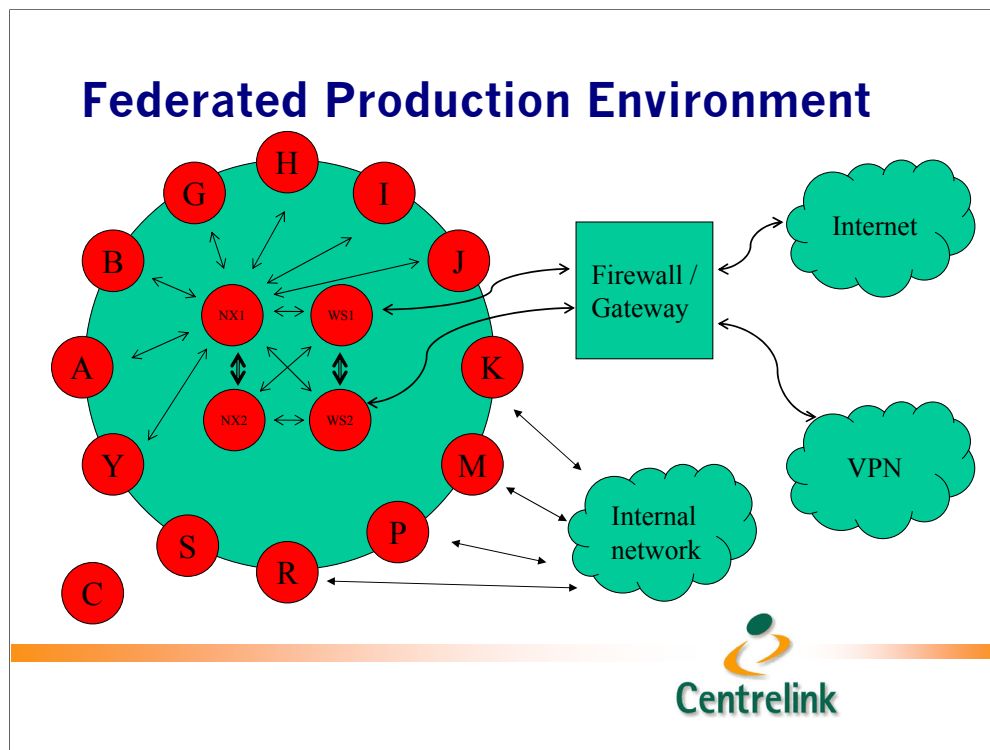 Federated Production Environment
H
G
I
B
J
Internet
Firewall /
Gateway
NX1
WS1
A
K
NX2
WS2
Y
M
VPN
Internal
network
S
P
R
C
Centrelink